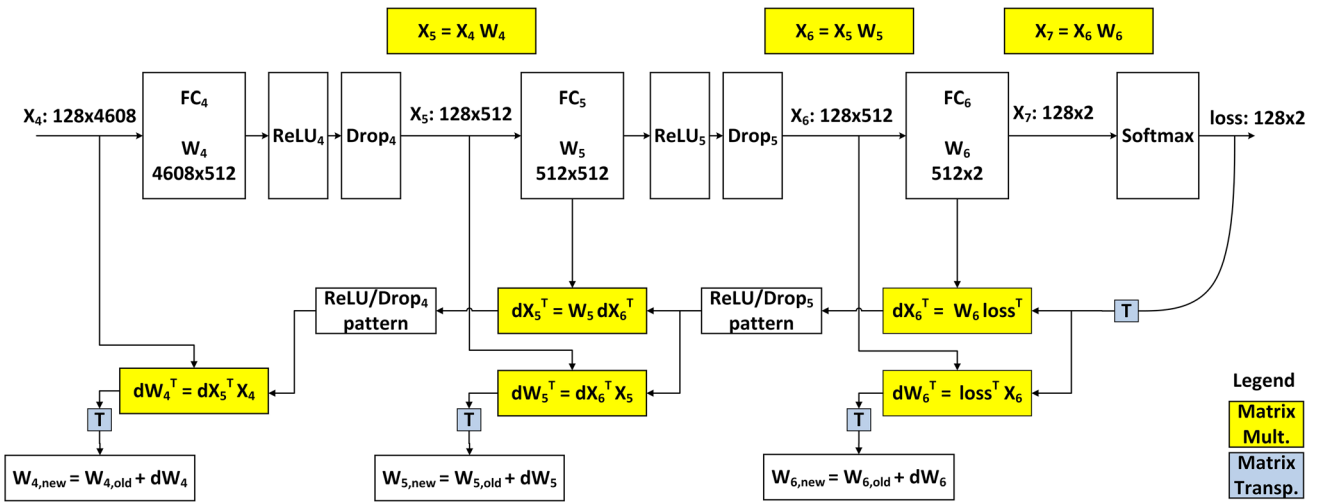 X₅ = X₄ W₄
X₆ = X₅ W₅
X₇ = X₆ W₆
X₄: 128x4608
FC₄
W₄
4608x512
ReLU₄
Drop₄
X₅: 128x512
FC₅
W₅
512x512
ReLU₅
Drop₅
X₆: 128x512
FC₆
W₆
512x2
X₇: 128x2
Softmax
loss: 128x2
ReLU/Drop₄
pattern
dX₅ᵀ = W₅ dX₆ᵀ
ReLU/Drop₅
pattern
dX₆ᵀ = W₆ lossᵀ
T
dW₄ᵀ = dX₅ᵀ X₄
dW₅ᵀ = dX₆ᵀ X₅
dW₆ᵀ = lossᵀ X₆
T
T
T
W₄,new = W₄,old + dW₄
W₅,new = W₅,old + dW₅
W₆,new = W₆,old + dW₆
Legend
Matrix
Mult.
Matrix
Transp.